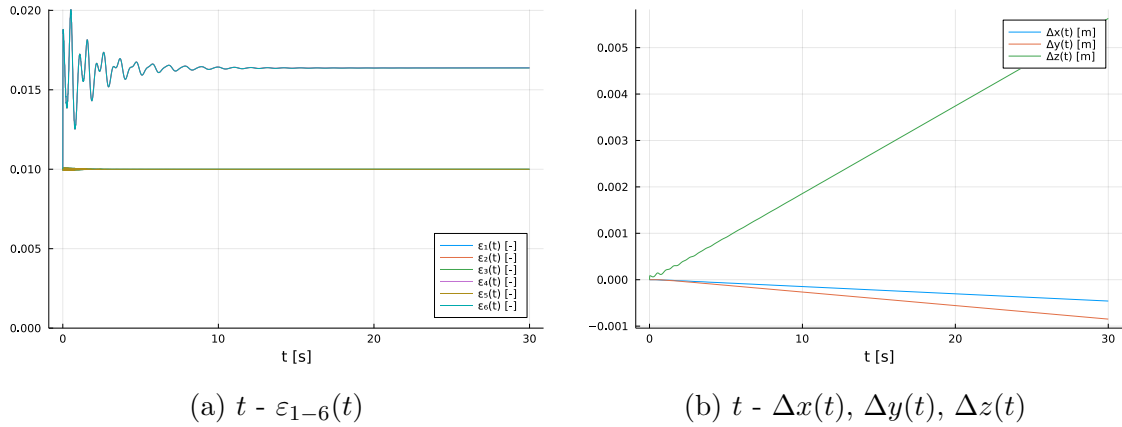 0.020
0.015
0.010
0.005
0.000
ε₁(t) [-]
ε₂(t) [-]
ε₃(t) [-]
ε₄(t) [-]
ε₅(t) [-]
ε₆(t) [-]
0
10
20
30
t [s]
(a) t - ε₁₋₆(t)
0.005
0.004
0.003
0.002
0.001
0.000
−0.001
Δx(t) [m]
Δy(t) [m]
Δz(t) [m]
0
10
20
30
t [s]
(b) t - Δx(t), Δy(t), Δz(t)